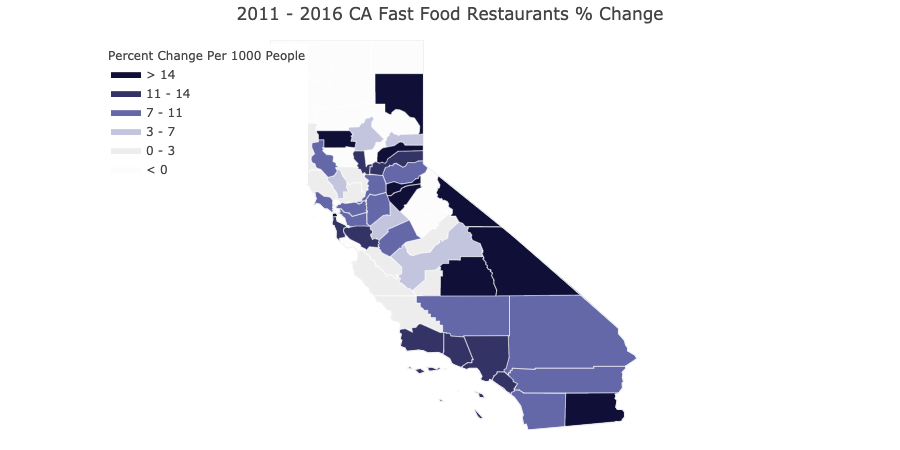 2011 - 2016 CA Fast Food Restaurants % Change
Percent Change Per 1000 People
> 14
11 - 14
7 - 11
3 - 7
0 - 3
< 0